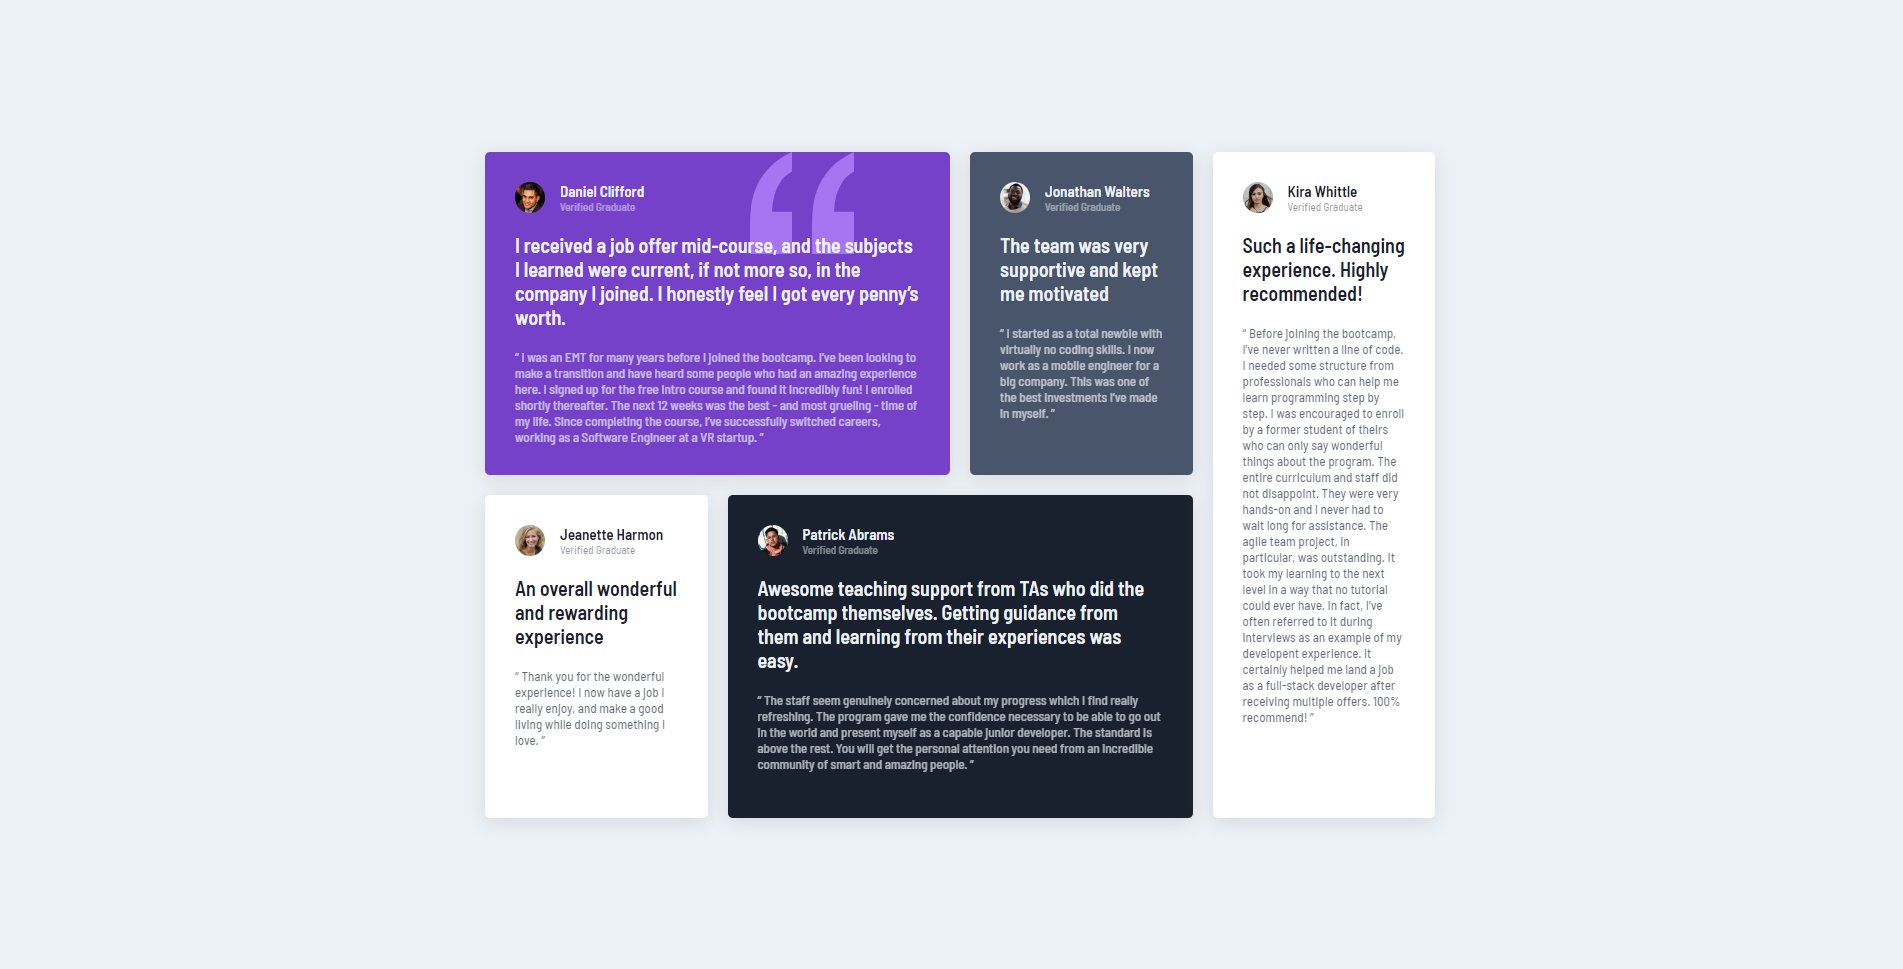 Daniel Clifford
Verified Graduate
I received a job offer mid-course, and the subjects
I learned were current, if not more so, in the
company I joined. I honestly feel I got every penny’s
worth.
“ I was an EMT for many years before I joined the bootcamp. I’ve been looking to
make a transition and have heard some people who had an amazing experience
here. I signed up for the free intro course and found it incredibly fun! I enrolled
shortly thereafter. The next 12 weeks was the best - and most grueling - time of
my life. Since completing the course, I’ve successfully switched careers,
working as a Software Engineer at a VR startup. ”
Jonathan Walters
Verified Graduate
The team was very
supportive and kept
me motivated
“ I started as a total newbie with
virtually no coding skills. I now
work as a mobile engineer for a
big company. This was one of
the best investments I’ve made
in myself. ”
Kira Whittle
Verified Graduate
Such a life-changing
experience. Highly
recommended!
“ Before joining the bootcamp,
I’ve never written a line of code.
I needed some structure from
professionals who can help me
learn programming step by
step. I was encouraged to enroll
by a former student of theirs
who can only say wonderful
things about the program. The
entire curriculum and staff did
not disappoint. They were very
hands-on and I never had to
wait long for assistance. The
agile team project, in
particular, was outstanding. It
took my learning to the next
level in a way that no tutorial
could ever have. In fact, I’ve
often referred to it during
interviews as an example of my
developent experience. It
certainly helped me land a job
as a full-stack developer after
receiving multiple offers. 100%
recommend! ”
Jeanette Harmon
Verified Graduate
An overall wonderful
and rewarding
experience
“ Thank you for the wonderful
experience! I now have a job I
really enjoy, and make a good
living while doing something I
love. ”
Patrick Abrams
Verified Graduate
Awesome teaching support from TAs who did the
bootcamp themselves. Getting guidance from
them and learning from their experiences was
easy.
“ The staff seem genuinely concerned about my progress which I find really
refreshing. The program gave me the confidence necessary to be able to go out
in the world and present myself as a capable junior developer. The standard is
above the rest. You will get the personal attention you need from an incredible
community of smart and amazing people. ”